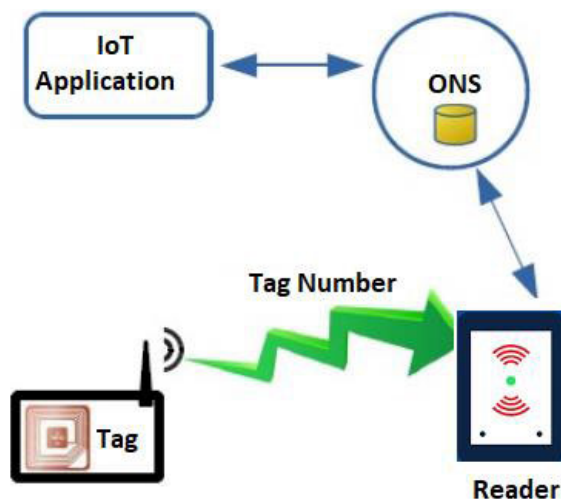 IoT
Application
ONS
Tag Number
Tag
Reader